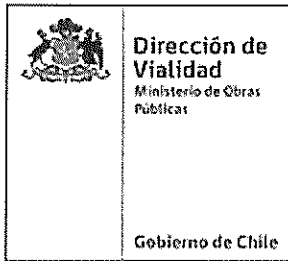 Dirección de
Vialidad
Ministerio de Obras
Públicas
Gobierno de Chile